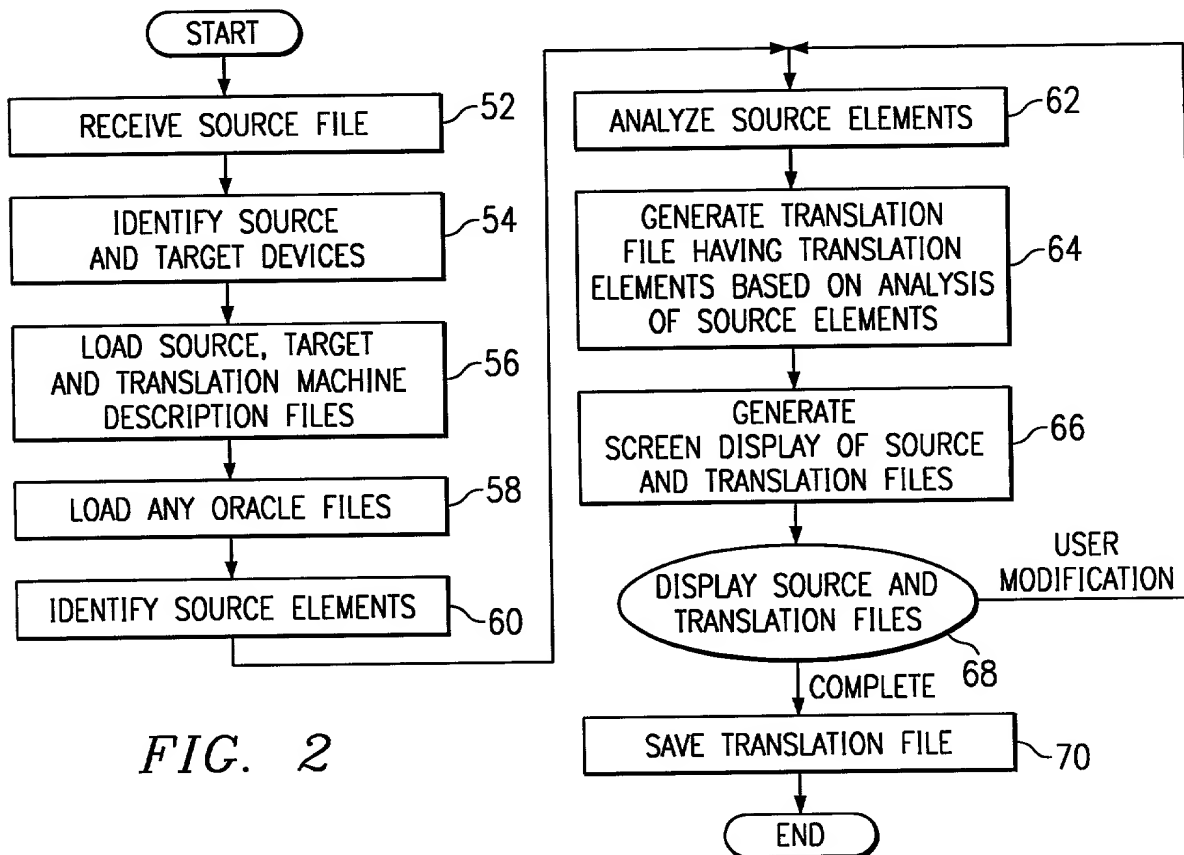 START
RECEIVE SOURCE FILE
52
IDENTIFY SOURCE
AND TARGET DEVICES
54
LOAD SOURCE, TARGET
AND TRANSLATION MACHINE
DESCRIPTION FILES
56
LOAD ANY ORACLE FILES
58
IDENTIFY SOURCE ELEMENTS
60
ANALYZE SOURCE ELEMENTS
62
GENERATE TRANSLATION
FILE HAVING TRANSLATION
ELEMENTS BASED ON ANALYSIS
OF SOURCE ELEMENTS
64
GENERATE
SCREEN DISPLAY OF SOURCE
AND TRANSLATION FILES
66
DISPLAY SOURCE AND
TRANSLATION FILES
68
USER
MODIFICATION
COMPLETE
SAVE TRANSLATION FILE
70
END
FIG. 2